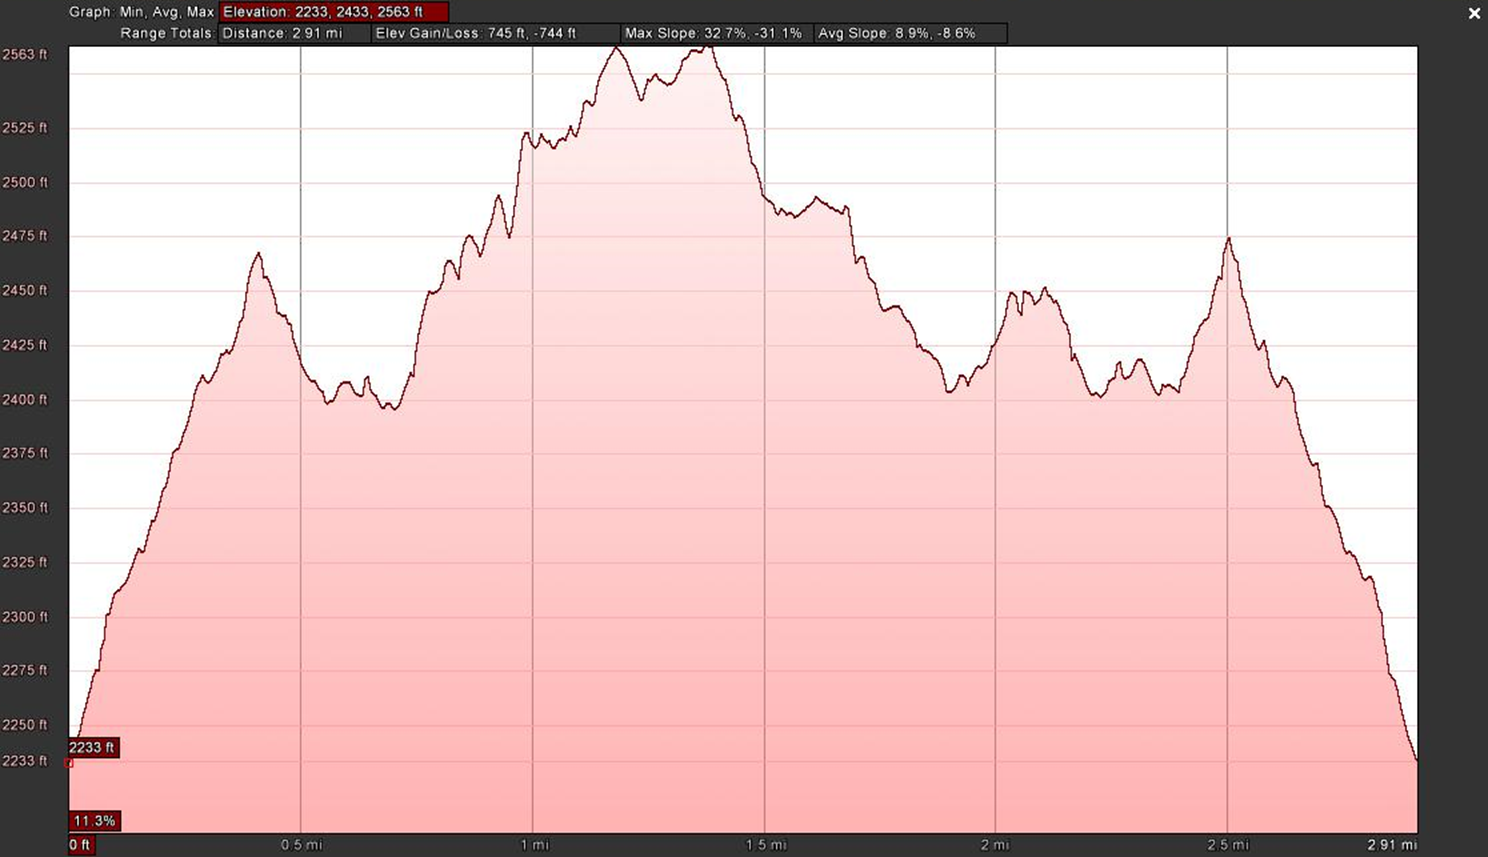 Graph: Min, Avg, Max Elevation: 2233, 2433, 2563 ft
Range Totals: Distance: 2.91 mi Elev Gain/Loss: 745 ft, -744 ft Max Slope: 32.7%, -31.1% Avg Slope: 8.9%, -8.6%
2563 ft
2525 ft
2500 ft
2475 ft
2450 ft
2425 ft
2400 ft
2375 ft
2350 ft
2325 ft
2300 ft
2275 ft
2250 ft
2233 ft
2233 ft
11.3%
0 ft 0.5 mi 1 mi 1.5 mi 2 mi 2.5 mi 2.91 mi